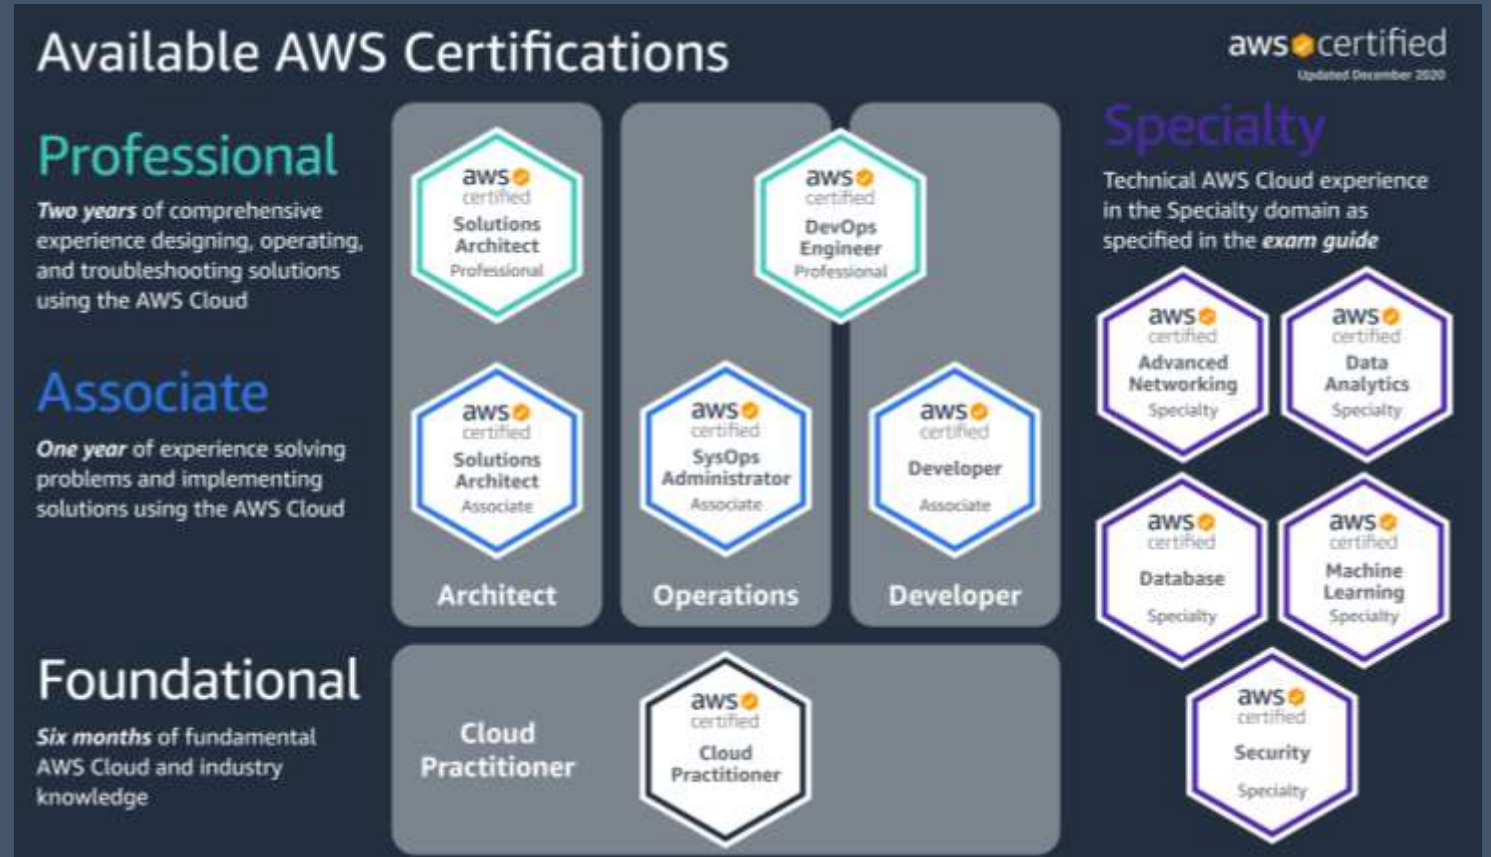 Available AWS Certifications
aws certified
Updated December 2020
Professional
Two years of comprehensive
experience designing, operating,
and troubleshooting solutions
using the AWS Cloud
aws
certified
Solutions
Architect
Professional
aws
certified
DevOps
Engineer
Professional
Associate
One year of experience solving
problems and implementing
solutions using the AWS Cloud
aws
certified
Solutions
Architect
Associate
aws
certified
SysOps
Administrator
Associate
aws
certified
Developer
Associate
Architect
Operations
Developer
Foundational
Six months of fundamental
AWS Cloud and industry
knowledge
Cloud
Practitioner
aws
certified
Cloud
Practitioner
Specialty
Technical AWS Cloud experience
in the Specialty domain as
specified in the exam guide
aws
certified
Advanced
Networking
Specialty
aws
certified
Data
Analytics
Specialty
aws
certified
Database
Specialty
aws
certified
Machine
Learning
Specialty
aws
certified
Security
Specialty